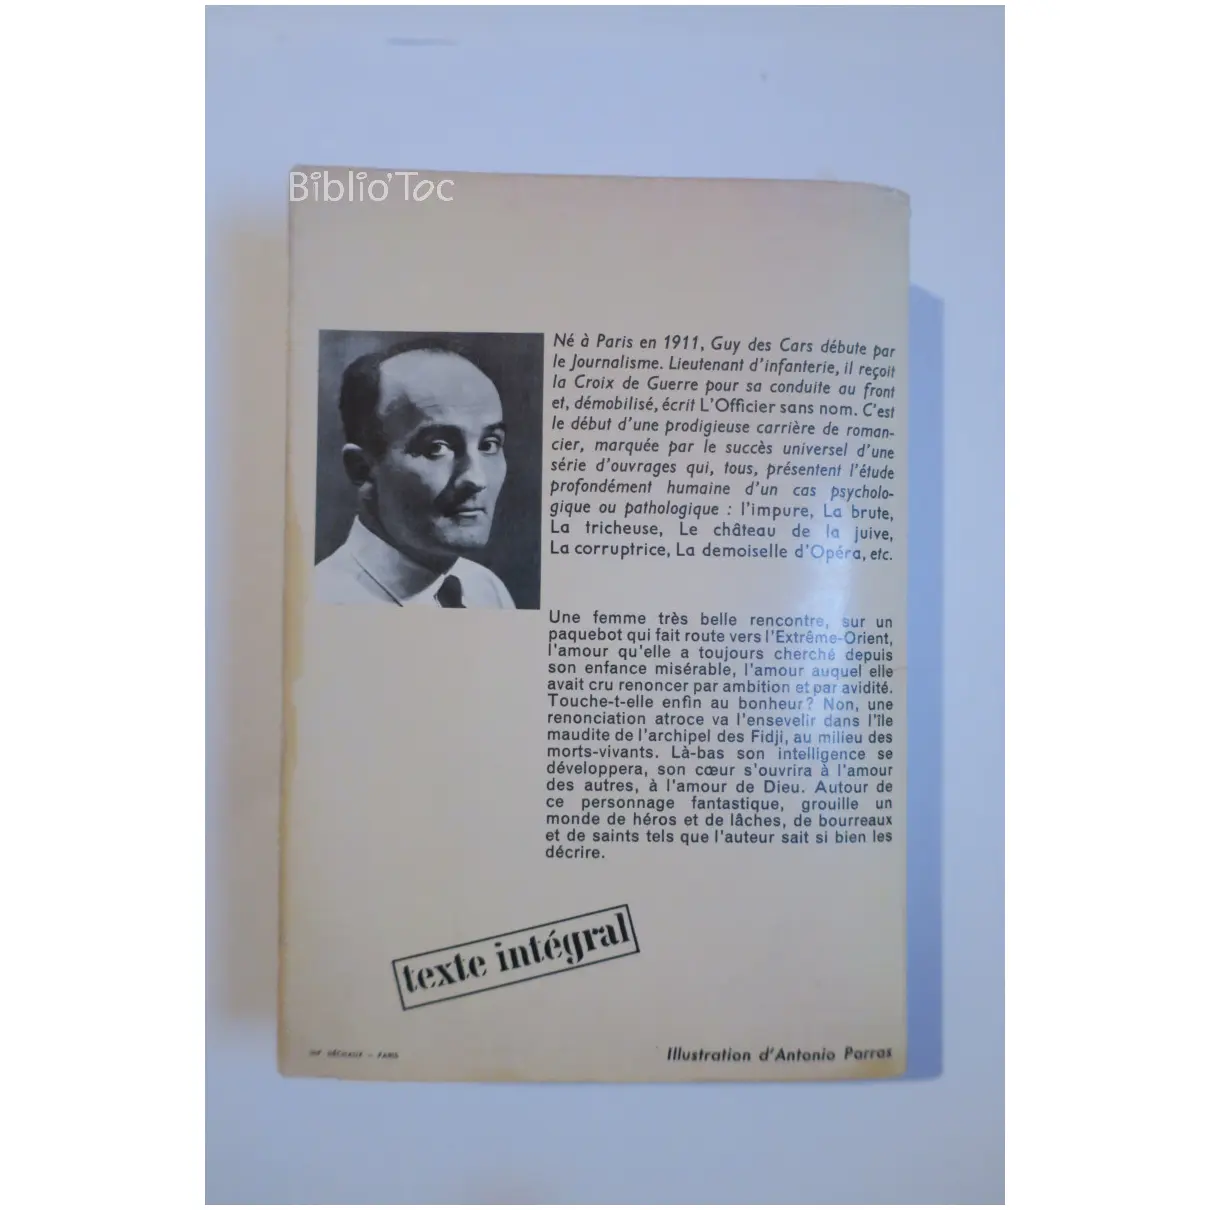 Biblio'Toc
Né à Paris en 1911, Guy des Cars débute par
le Journalisme. Lieutenant d'infanterie, il reçoit
la Croix de Guerre pour sa conduite au front
et, démobilisé, écrit L'Officier sans nom. C'est
le début d'une prodigieuse carrière de roman-
cier, marquée par le succès universel d'une
série d'ouvrages qui, tous, présentent l'étude
profondément humaine d'un cas psycholo-
gique ou pathologique : l'impure, La brute,
La tricheuse, Le château de la juive,
La corruptrice, La demoiselle d'Opéra, etc.
Une femme très belle rencontre, sur un
paquebot qui fait route vers l'Extrême-Orient,
l'amour qu'elle a toujours cherché depuis
son enfance misérable, l'amour auquel elle
avait cru renoncer par ambition et par avidité.
Touche-t-elle enfin au bonheur? Non, une
renonciation atroce va l'ensevelir dans l'île
maudite de l'archipel des Fidji, au milieu des
morts-vivants. Là-bas son intelligence se
développera, son cœur s'ouvrira à l'amour
des autres, à l'amour de Dieu. Autour de
ce personnage fantastique, grouille un
monde de héros et de lâches, de bourreaux
et de saints tels que l'auteur sait si bien les
décrire.
texte intégral
PARIS
Illustration d'Antonio Parras